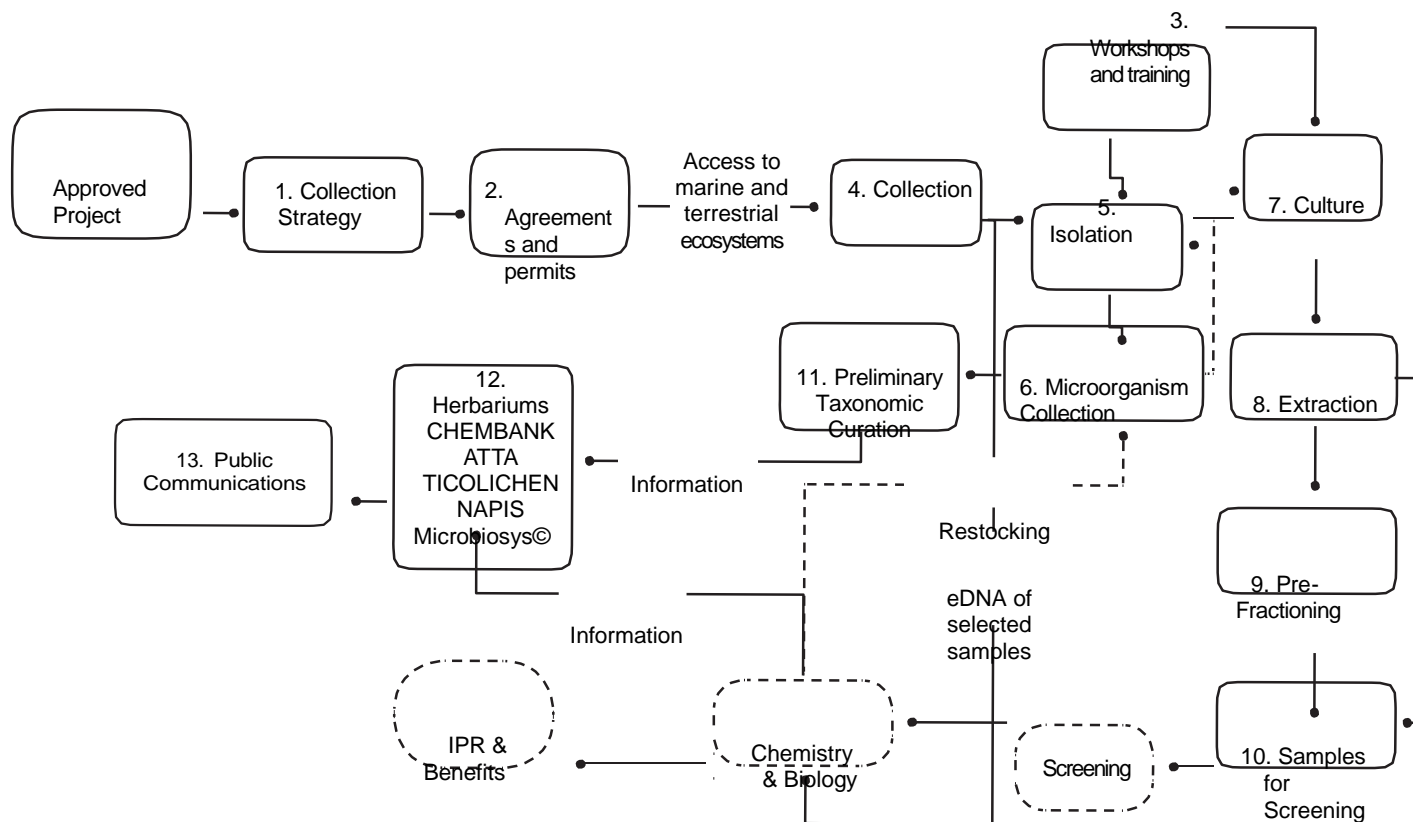 3.
Workshops
and training
Approved
Project
1. Collection
Strategy
2.
Agreement
s and
permits
Access to
marine and
terrestrial
ecosystems
4. Collection
5.
Isolation
7. Culture
6. Microorganism
Collection
8. Extraction
11. Preliminary
Taxonomic
Curation
12.
Herbariums
CHEMBANK
ATTA
TICOLICHEN
NAPIS
Microbiosys©
13. Public
Communications
Information
Restocking
9. Pre-
Fractioning
eDNA of
selected
samples
Information
IPR &
Benefits
Chemistry
& Biology
Screening
10. Samples
for
Screening